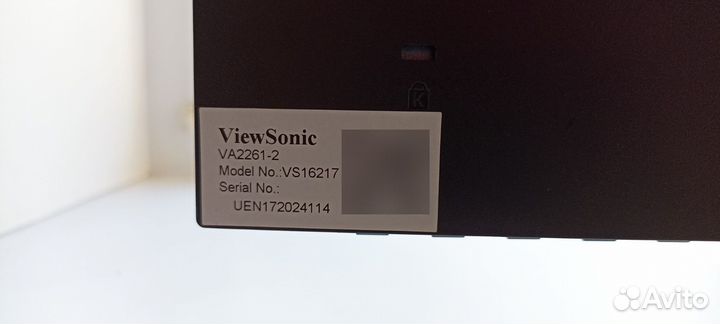 K
ViewSonic
VA2261-2
Model No.:VS16217
Serial No.:
UEN172024114
Avito